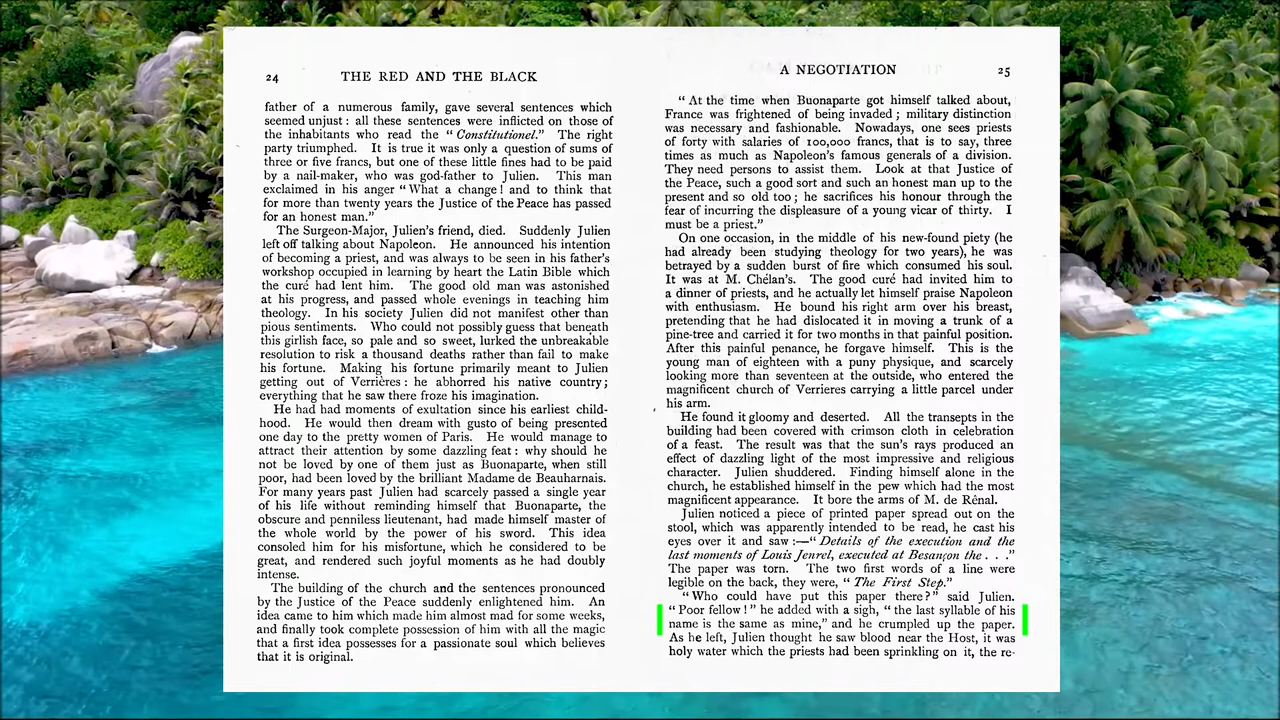 24 THE RED AND THE BLACK
father of a numerous family, gave several sentences which
seemed unjust : all these sentences were inflicted on those of
the inhabitants who read the “ Constitutionel.” The right
party triumphed. It is true it was only a question of sums of
three or five francs, but one of these little fines had to be paid
by a nail-maker, who was god-father to Julien. This man
exclaimed in his anger “ What a change ! and to think that
for more than twenty years the Justice of the Peace has passed
for an honest man.”
The Surgeon-Major, Julien’s friend, died. Suddenly Julien
left off talking about Napoleon. He announced his intention
of becoming a priest, and was always to be seen in his father’s
workshop occupied in learning by heart the Latin Bible which
the curé had lent him. The good old man was astonished
at his progress, and passed whole evenings in teaching him
theology. In his society Julien did not manifest other than
pious sentiments. Who could not possibly guess that beneath
this girlish face, so pale and so sweet, lurked the unbreakable
resolution to risk a thousand deaths rather than fail to make
his fortune. Making his fortune primarily meant to Julien
getting out of Verrières : he abhorred his native country ;
everything that he saw there froze his imagination.
He had had moments of exultation since his earliest child-
hood. He would then dream with gusto of being presented
one day to the pretty women of Paris. He would manage to
attract their attention by some dazzling feat : why should he
not be loved by one of them just as Buonaparte, when still
poor, had been loved by the brilliant Madame de Beauharnais.
For many years past Julien had scarcely passed a single year
of his life without reminding himself that Buonaparte, the
obscure and penniless lieutenant, had made himself master of
the whole world by the power of his sword. This idea
consoled him for his misfortune, which he considered to be
great, and rendered such joyful moments as he had doubly
intense.
The building of the church and the sentences pronounced
by the Justice of the Peace suddenly enlightened him. An
idea came to him which made him almost mad for some weeks,
and finally took complete possession of him with all the magic
that a first idea possesses for a passionate soul which believes
that it is original.
A NEGOTIATION 25
“ At the time when Buonaparte got himself talked about,
France was frightened of being invaded ; military distinction
was necessary and fashionable. Nowadays, one sees priests
of forty with salaries of 100,000 francs, that is to say, three
times as much as Napoleon’s famous generals of a division.
They need persons to assist them. Look at that Justice of
the Peace, such a good sort and such an honest man up to the
present and so old too ; he sacrifices his honour through the
fear of incurring the displeasure of a young vicar of thirty. I
must be a priest.”
On one occasion, in the middle of his new-found piety (he
had already been studying theology for two years), he was
betrayed by a sudden burst of fire which consumed his soul.
It was at M. Chélan’s. The good curé had invited him to
a dinner of priests, and he actually let himself praise Napoleon
with enthusiasm. He bound his right arm over his breast,
pretending that he had dislocated it in moving a trunk of a
pine-tree and carried it for two months in that painful position.
After this painful penance, he forgave himself. This is the
young man of eighteen with a puny physique, and scarcely
looking more than seventeen at the outside, who entered the
magnificent church of Verrieres carrying a little parcel under
his arm.
He found it gloomy and deserted. All the transepts in the
building had been covered with crimson cloth in celebration
of a feast. The result was that the sun’s rays produced an
effect of dazzling light of the most impressive and religious
character. Julien shuddered. Finding himself alone in the
church, he established himself in the pew which had the most
magnificent appearance. It bore the arms of M. de Rênal.
Julien noticed a piece of printed paper spread out on the
stool, which was apparently intended to be read, he cast his
eyes over it and saw :—“ Details of the execution and the
last moments of Louis Jenrel, executed at Besançon the . . .”
The paper was torn. The two first words of a line were
legible on the back, they were, “ The First Step.”
“ Who could have put this paper there ? ” said Julien.
“ Poor fellow ! ” he added with a sigh, “ the last syllable of his
name is the same as mine,” and he crumpled up the paper.
As he left, Julien thought he saw blood near the Host, it was
holy water which the priests had been sprinkling on it, the re-